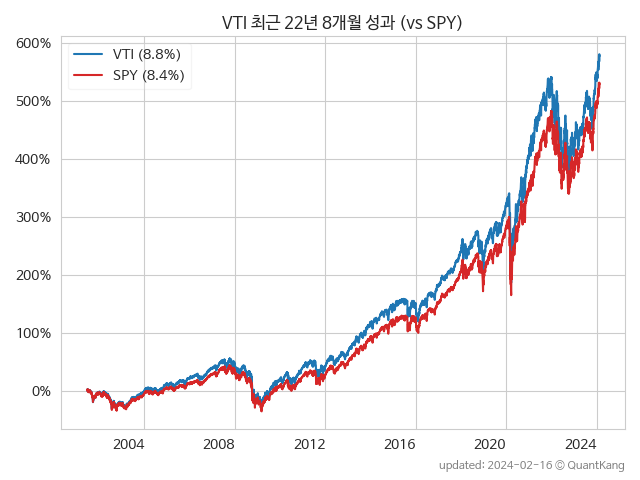 VTI 최근 22년 8개월 성과 (vs SPY)
600%
VTI (8.8%)
SPY (8.4%)
500%
400%
300%
200%
100%
0%
2004 2008 2012 2016 2020 2024
updated: 2024-02-16 © QuantKang